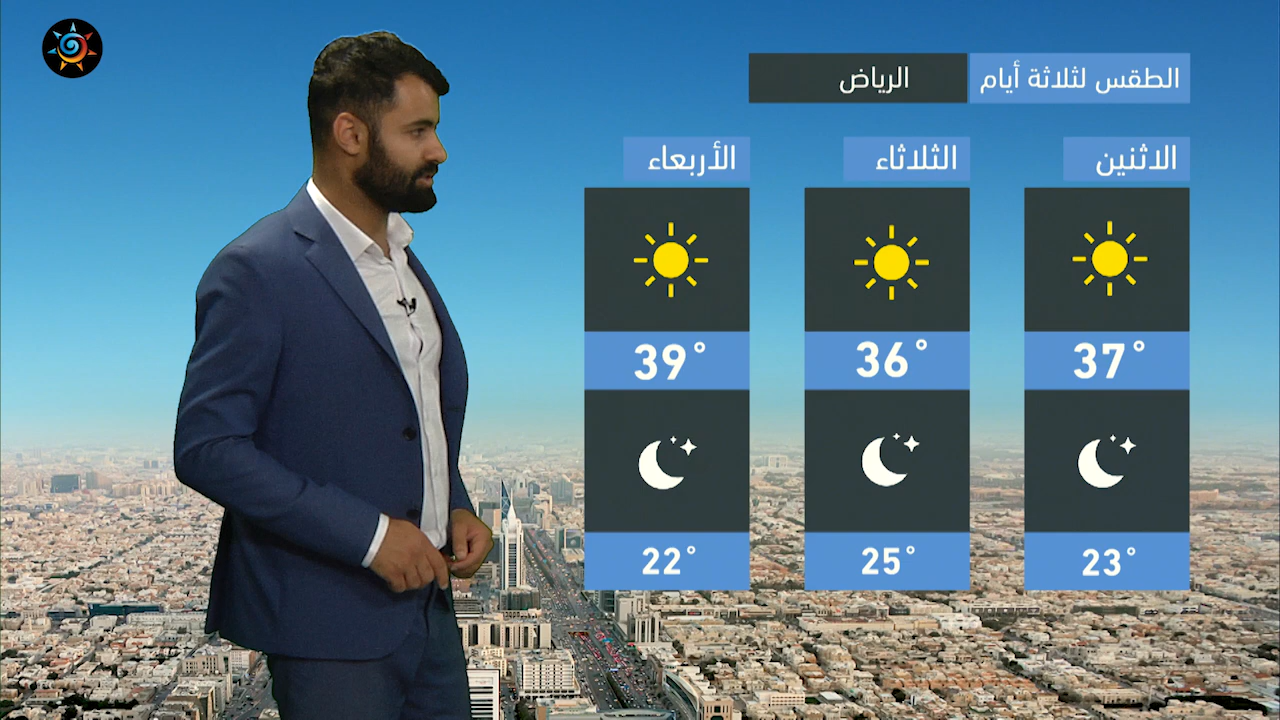 الطقس لثلاثة أيام
الرياض
الاثنين
الثلاثاء
الأربعاء
37°
36°
39°
23°
25°
22°